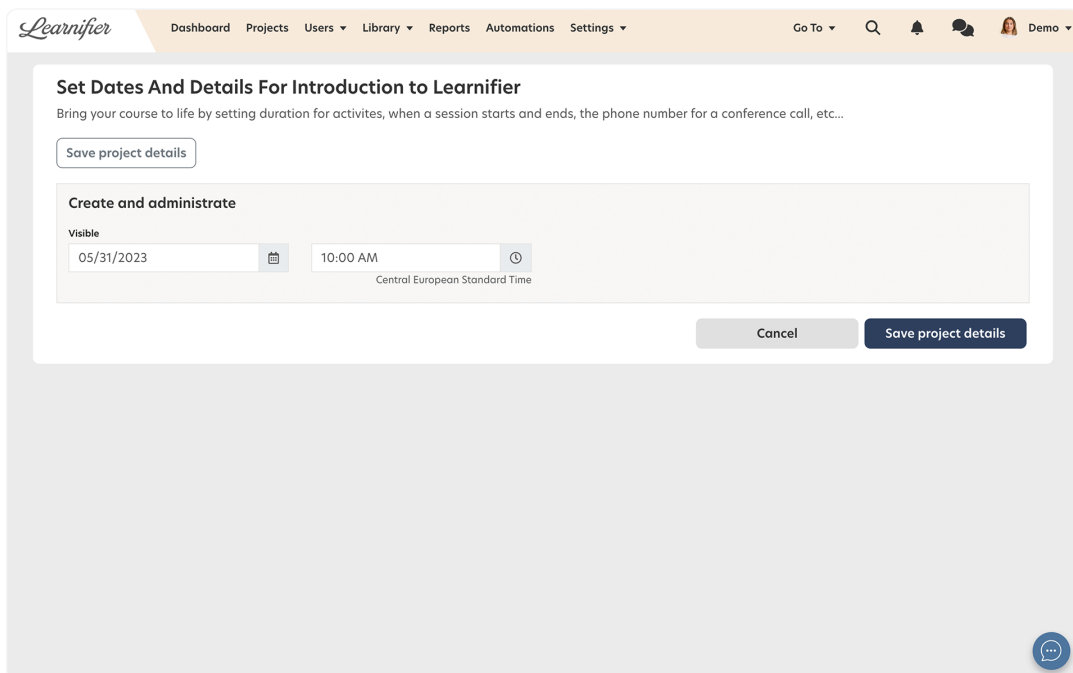 Learnifier Dashboard Projects Users Library Reports Automations Settings Go To Demo
Set Dates And Details For Introduction to Learnifier
Bring your course to life by setting duration for activites, when a session starts and ends, the phone number for a conference call, etc...
Save project details
Create and administrate
Visible
05/31/2023 10:00 AM
Central European Standard Time
Cancel Save project details